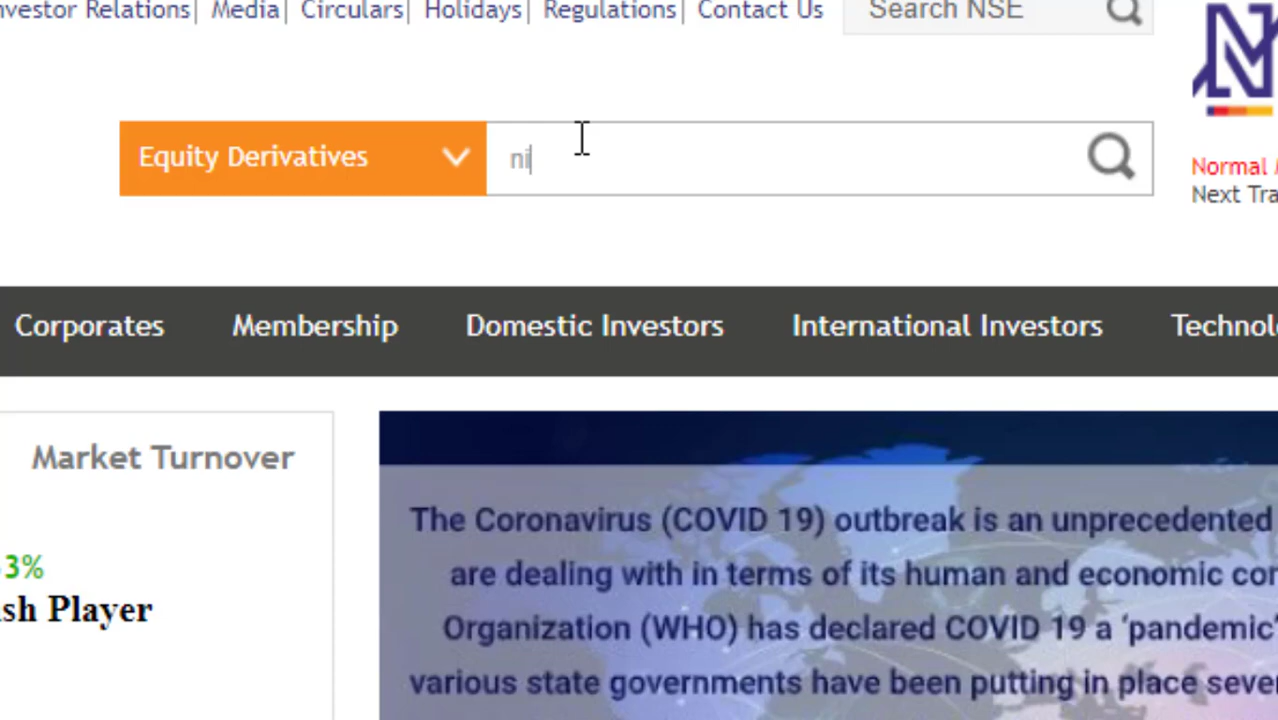 nvestor Relations| Media| Circulars| Holidays| Regulations| Contact Us
Search NSE
Equity Derivatives
ni
Normal
Next Tra
Corporates Membership Domestic Investors International Investors Technol
Market Turnover
3%
sh Player
The Coronavirus (COVID 19) outbreak is an unprecedented
are dealing with in terms of its human and economic co
Organization (WHO) has declared COVID 19 a 'pandemic'
various state governments have been putting in place seve